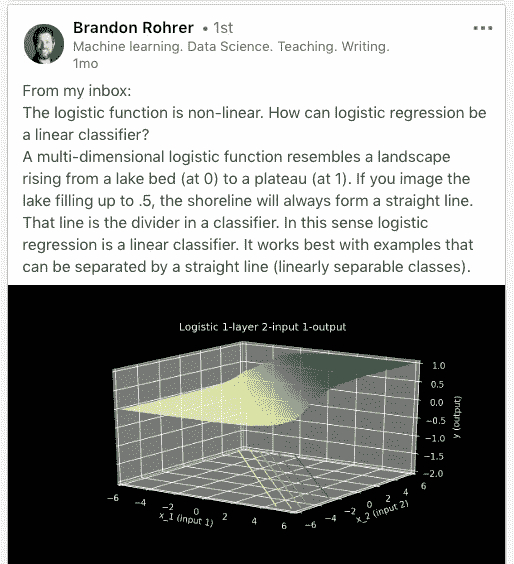 Brandon Rohrer • 1st
Machine learning. Data Science. Teaching. Writing.
1mo
From my inbox:
The logistic function is non-linear. How can logistic regression be
a linear classifier?
A multi-dimensional logistic function resembles a landscape
rising from a lake bed (at 0) to a plateau (at 1). If you image the
lake filling up to .5, the shoreline will always form a straight line.
That line is the divider in a classifier. In this sense logistic
regression is a linear classifier. It works best with examples that
can be separated by a straight line (linearly separable classes).
Logistic 1-layer 2-input 1-output
1.0
0.5
0.0
-0.5
-1.0
-1.5
-2.0
y (output)
-6 -4 -2 0 2 4 6
x_1 (input 1)
-6 -4 -2 0 2 4 6
x_2 (input 2)